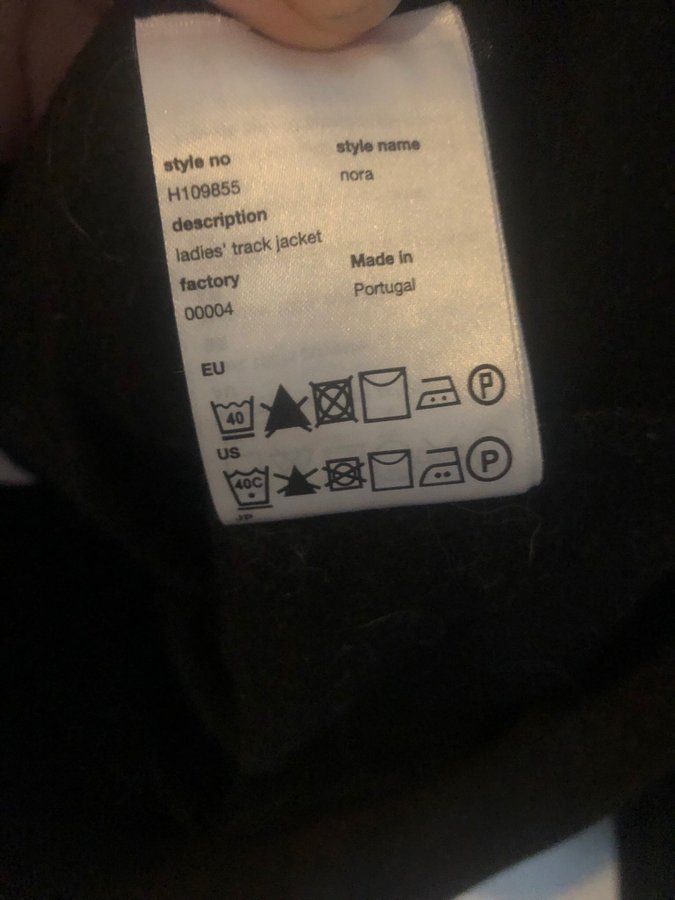 style no
H109855
description
ladies' track jacket
factory
00004
style name
nora
Made in
Portugal
EU
40
P
US
40C
P
JP